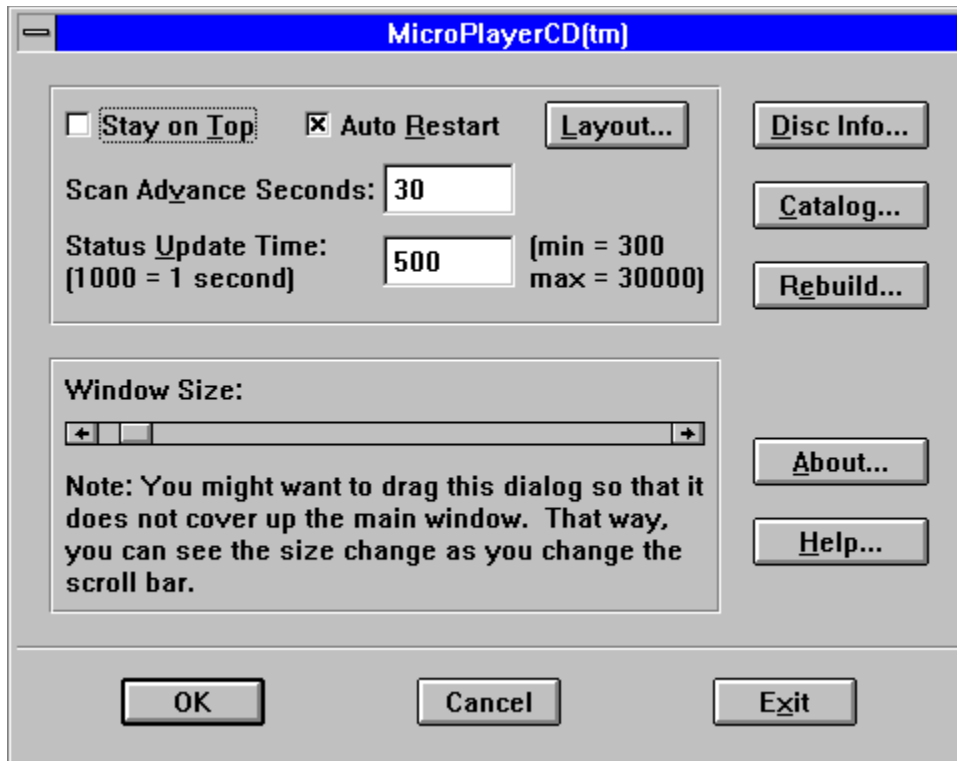 MicroPlayerCD(tm)
Stay on Top Auto Restart Layout... Disc Info...
Scan Advance Seconds: 30
Catalog...
Status Update Time: 500 (min = 300
(1000 = 1 second) max = 30000)
Rebuild...
Window Size:
Note: You might want to drag this dialog so that it
does not cover up the main window.  That way,
you can see the size change as you change the
scroll bar.
About...
Help...
OK Cancel Exit